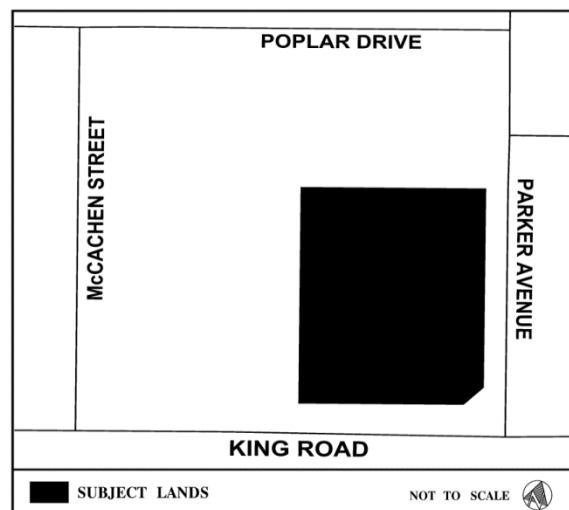 POPLAR DRIVE
McCACHEN STREET
PARKER AVENUE
KING ROAD
SUBJECT LANDS
NOT TO SCALE